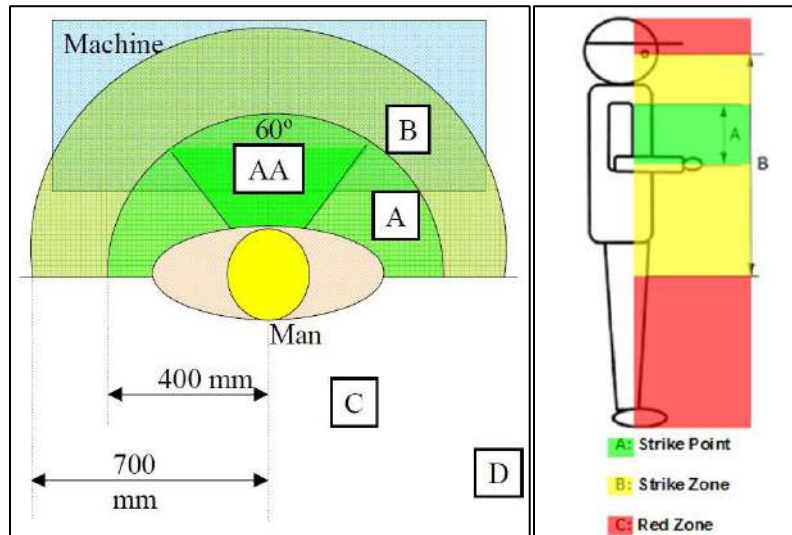 Machine
60º
B
AA
A
Man
400 mm
C
700
mm
D
A
B
A: Strike Point
B: Strike Zone
C: Red Zone